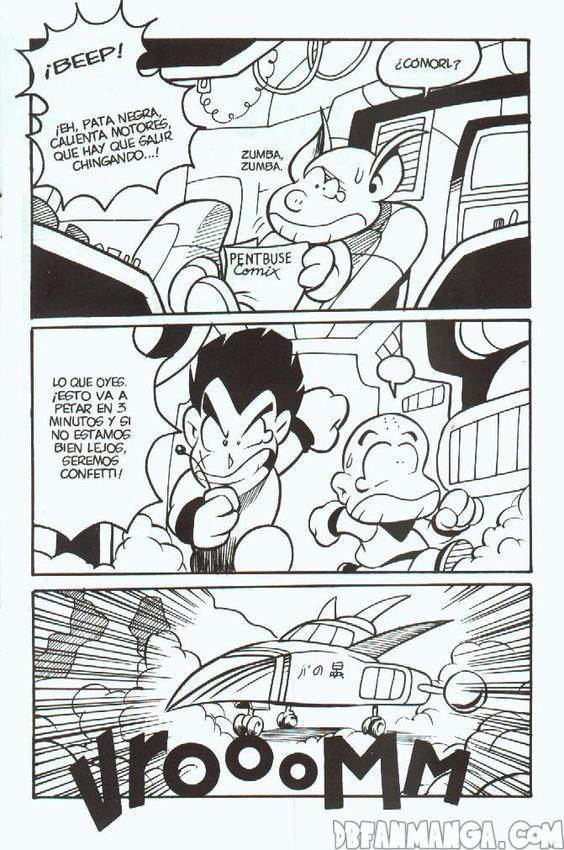 ¡BEEP!
¡EH, PATA NEGRA,
CALIENTA MOTORES,
QUE HAY QUE SALIR
CHINGANDO...!
¿COMORL?
ZUMBA,
ZUMBA.
PENTBUSE
Comix
LO QUE OYES.
¡ESTO VA A
PETAR EN 3
MINUTOS Y SI
NO ESTAMOS
BIEN LEJOS,
SEREMOS
CONFETTI!
VrOOOoMM
DBFANMANGA.COM